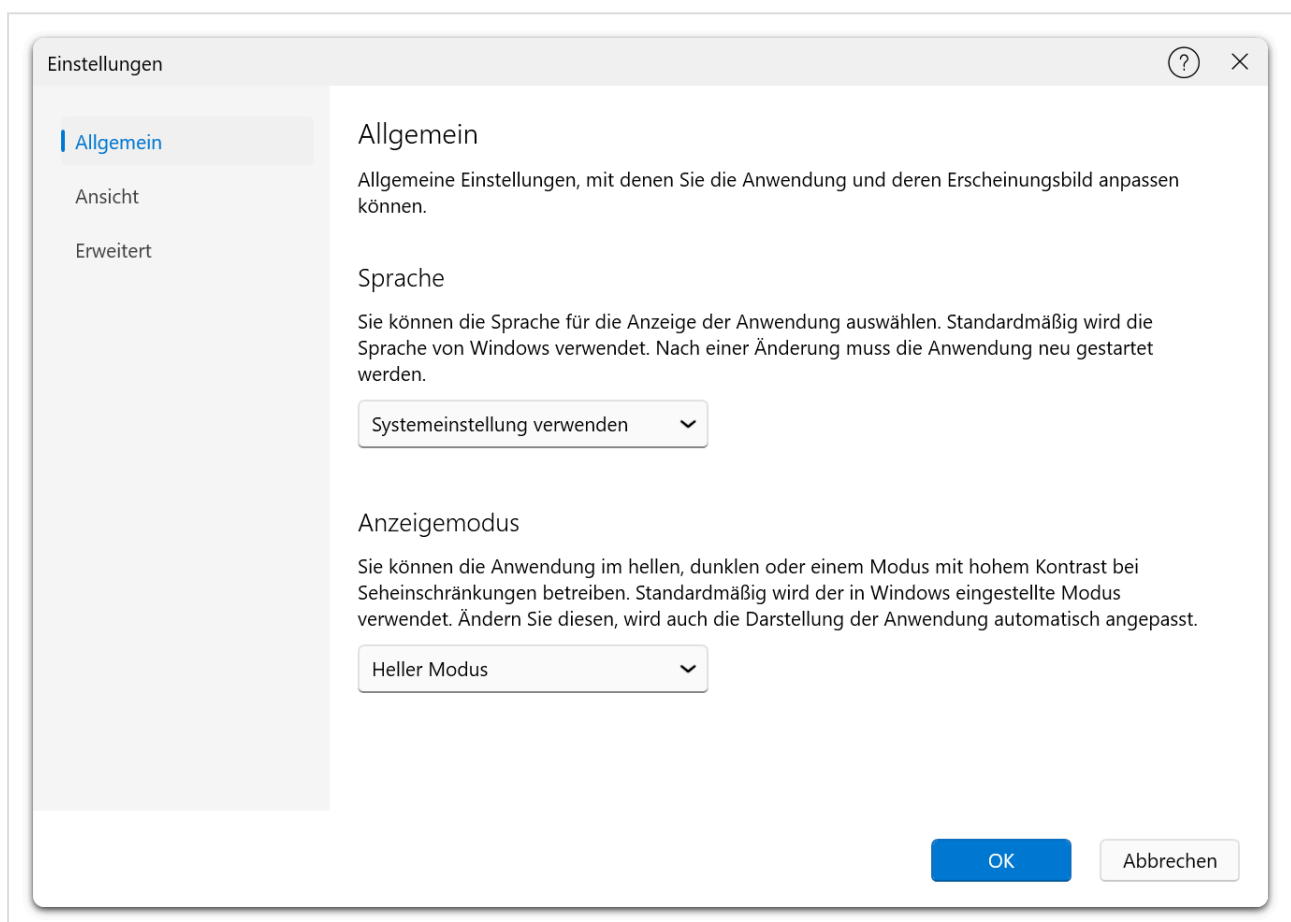 Einstellungen
?
Allgemein
Ansicht
Erweitert
Allgemein
Allgemeine Einstellungen, mit denen Sie die Anwendung und deren Erscheinungsbild anpassen
können.
Sprache
Sie können die Sprache für die Anzeige der Anwendung auswählen. Standardmäßig wird die
Sprache von Windows verwendet. Nach einer Änderung muss die Anwendung neu gestartet
werden.
Systemeinstellung verwenden
Anzeigemodus
Sie können die Anwendung im hellen, dunklen oder einem Modus mit hohem Kontrast bei
Seheinschränkungen betreiben. Standardmäßig wird der in Windows eingestellte Modus
verwendet. Ändern Sie diesen, wird auch die Darstellung der Anwendung automatisch angepasst.
Heller Modus
OK
Abbrechen